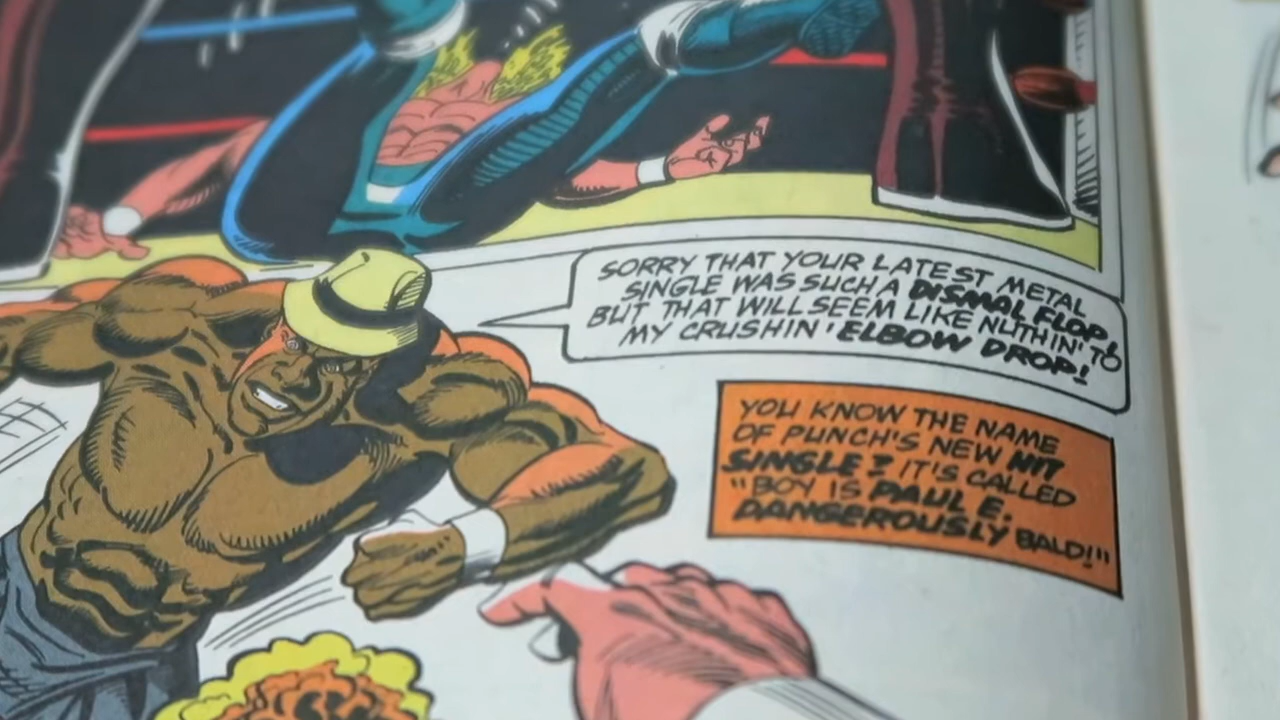 SORRY THAT YOUR LATEST METAL
SINGLE WAS SUCH A DISMAL FLOP,
BUT THAT WILL SEEM LIKE NUTHIN' TO
MY CRUSHIN' ELBOW DROP!
YOU KNOW THE NAME
OF PUNCH'S NEW HIT
SINGLE? IT'S CALLED
"BOY IS PAUL E.
DANGEROUSLY BALD!"